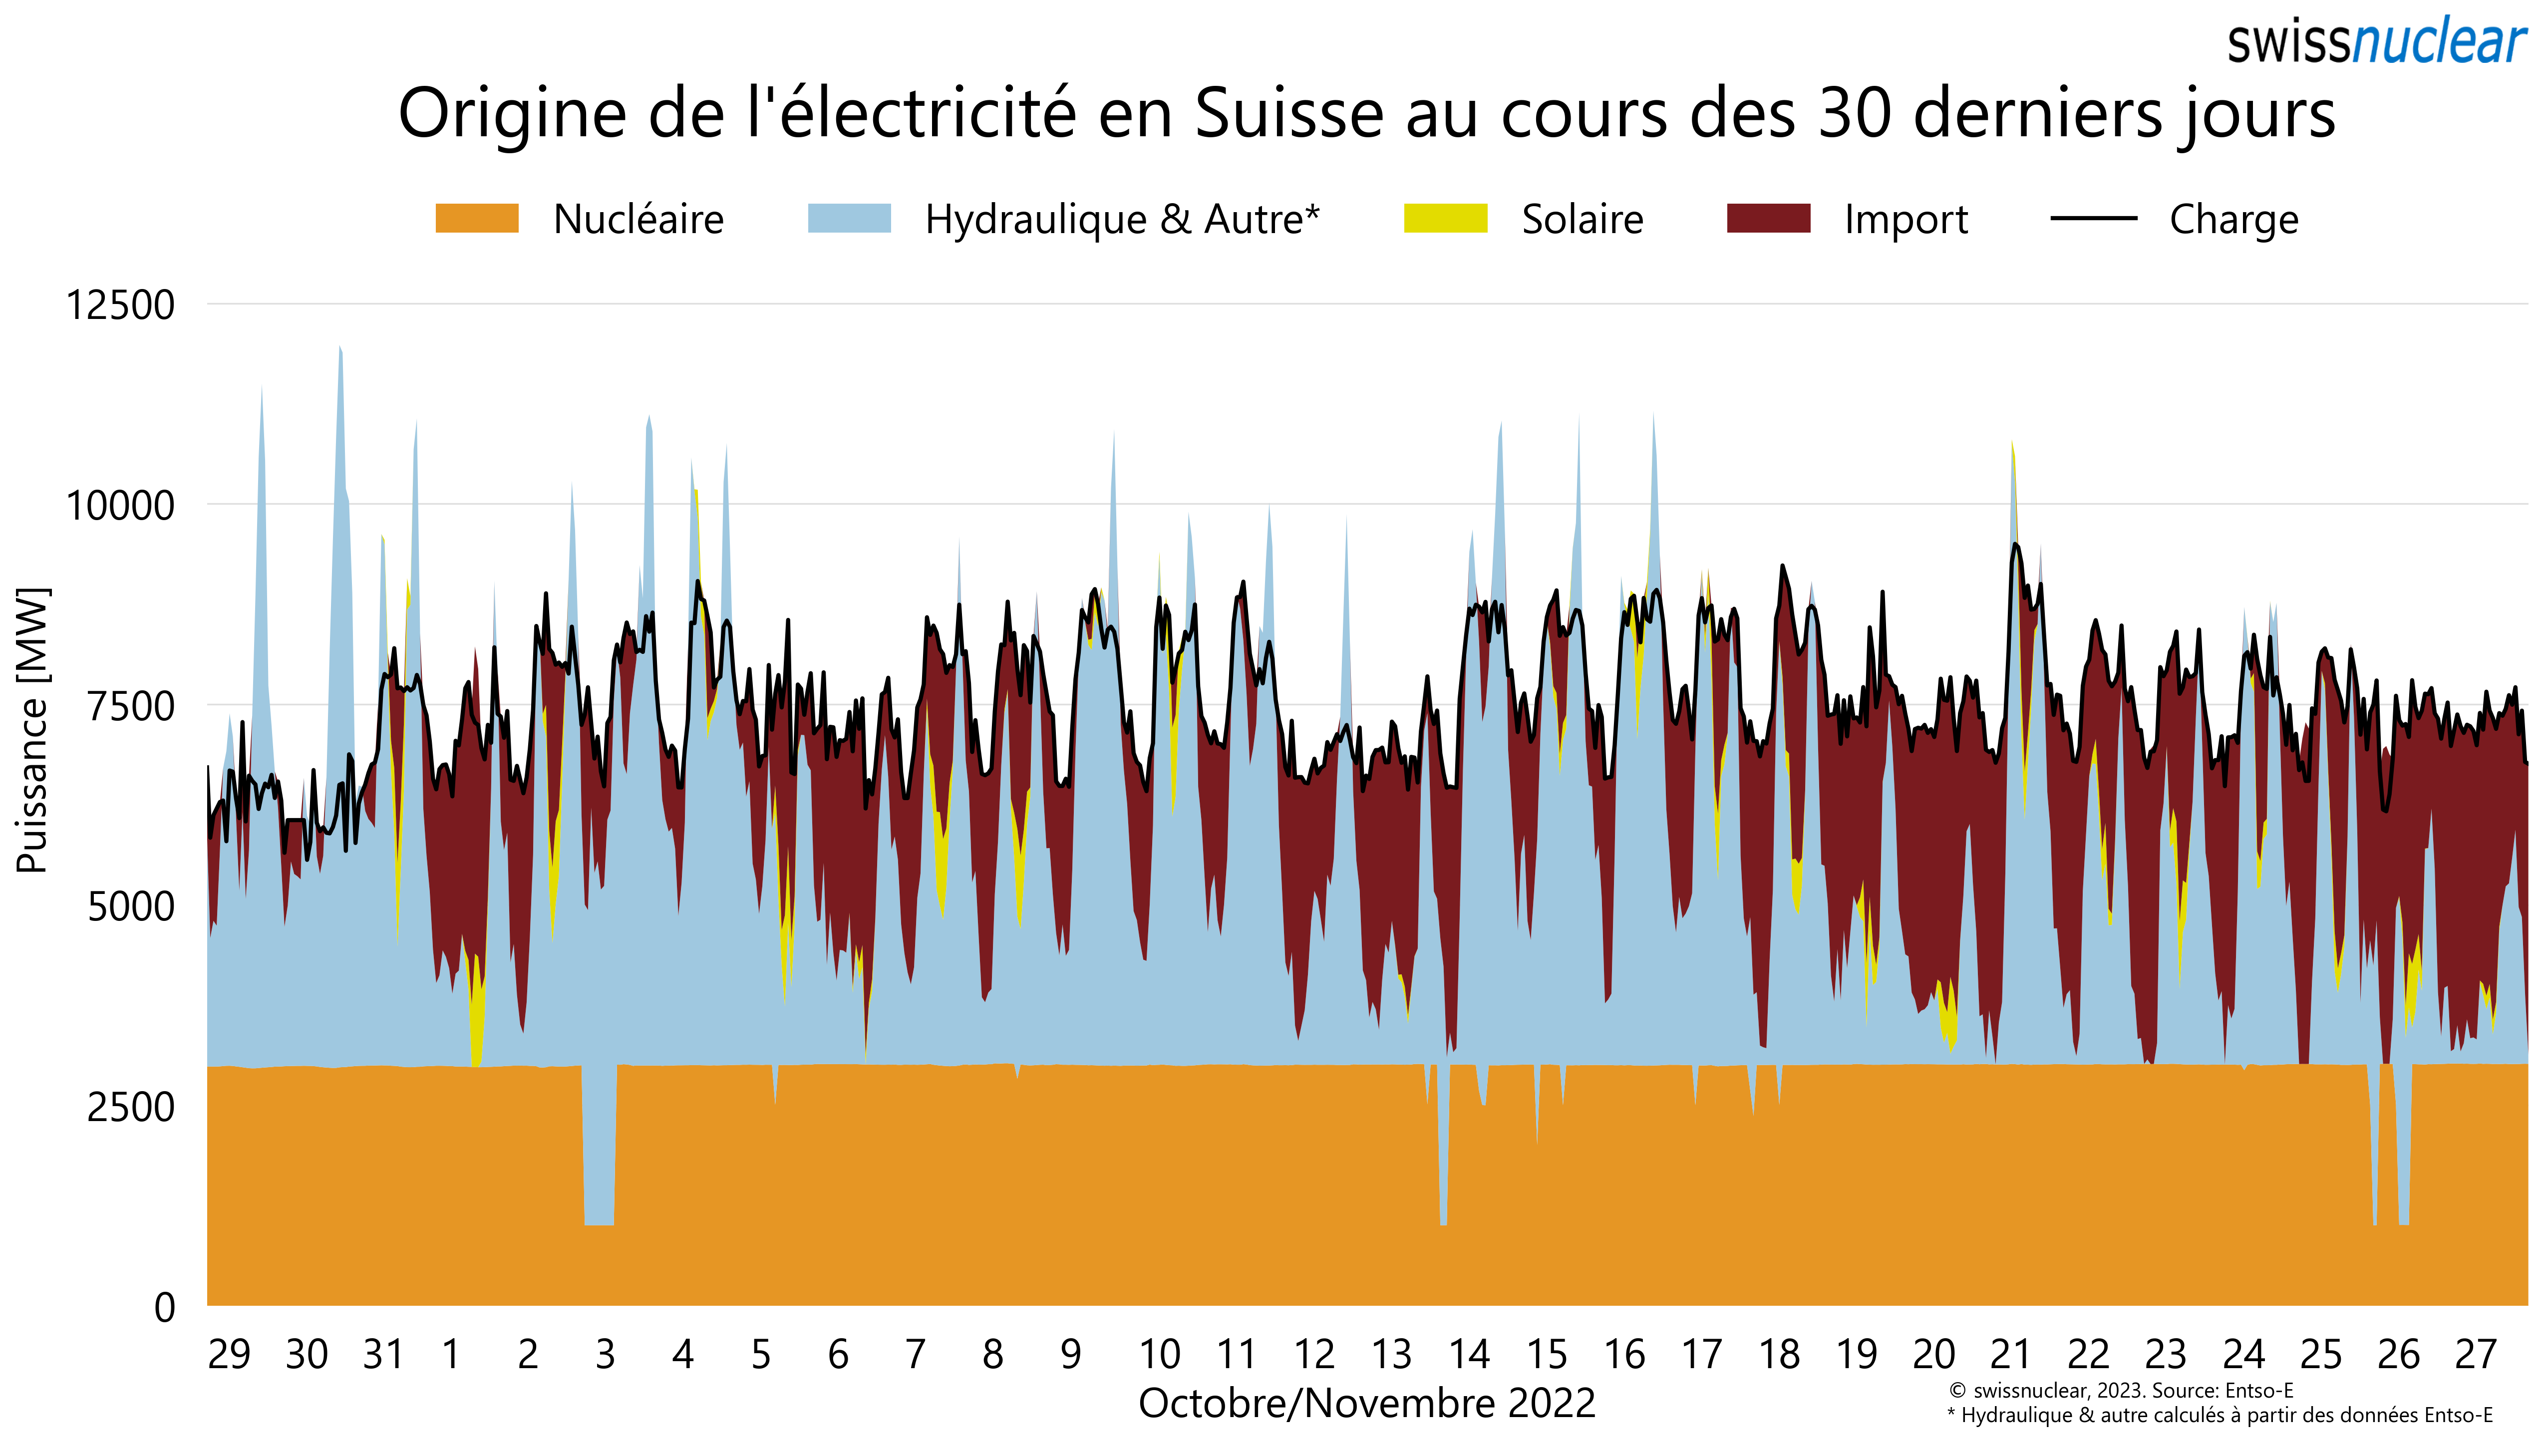 swissnuclear
Origine de l'électricité en Suisse au cours des 30 derniers jours
Nucléaire Hydraulique & Autre* Solaire Import Charge
12500
10000
7500
5000
2500
0
Puissance [MW]
29 30 31 1 2 3 4 5 6 7 8 9 10 11 12 13 14 15 16 17 18 19 20 21 22 23 24 25 26 27
Octobre/Novembre 2022
© swissnuclear, 2023. Source: Entso-E
* Hydraulique & autre calculés à partir des données Entso-E